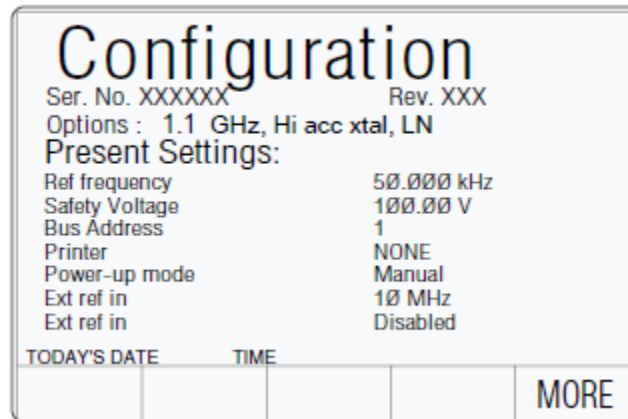 Configuration
Ser. No. XXXXXX Rev. XXX
Options : 1.1 GHz, Hi acc xtal, LN
Present Settings:
Ref frequency 5Ø.ØØØ kHz
Safety Voltage 1ØØ.ØØ V
Bus Address 1
Printer NONE
Power-up mode Manual
Ext ref in 1Ø MHz
Ext ref in Disabled
TODAY'S DATE TIME
MORE